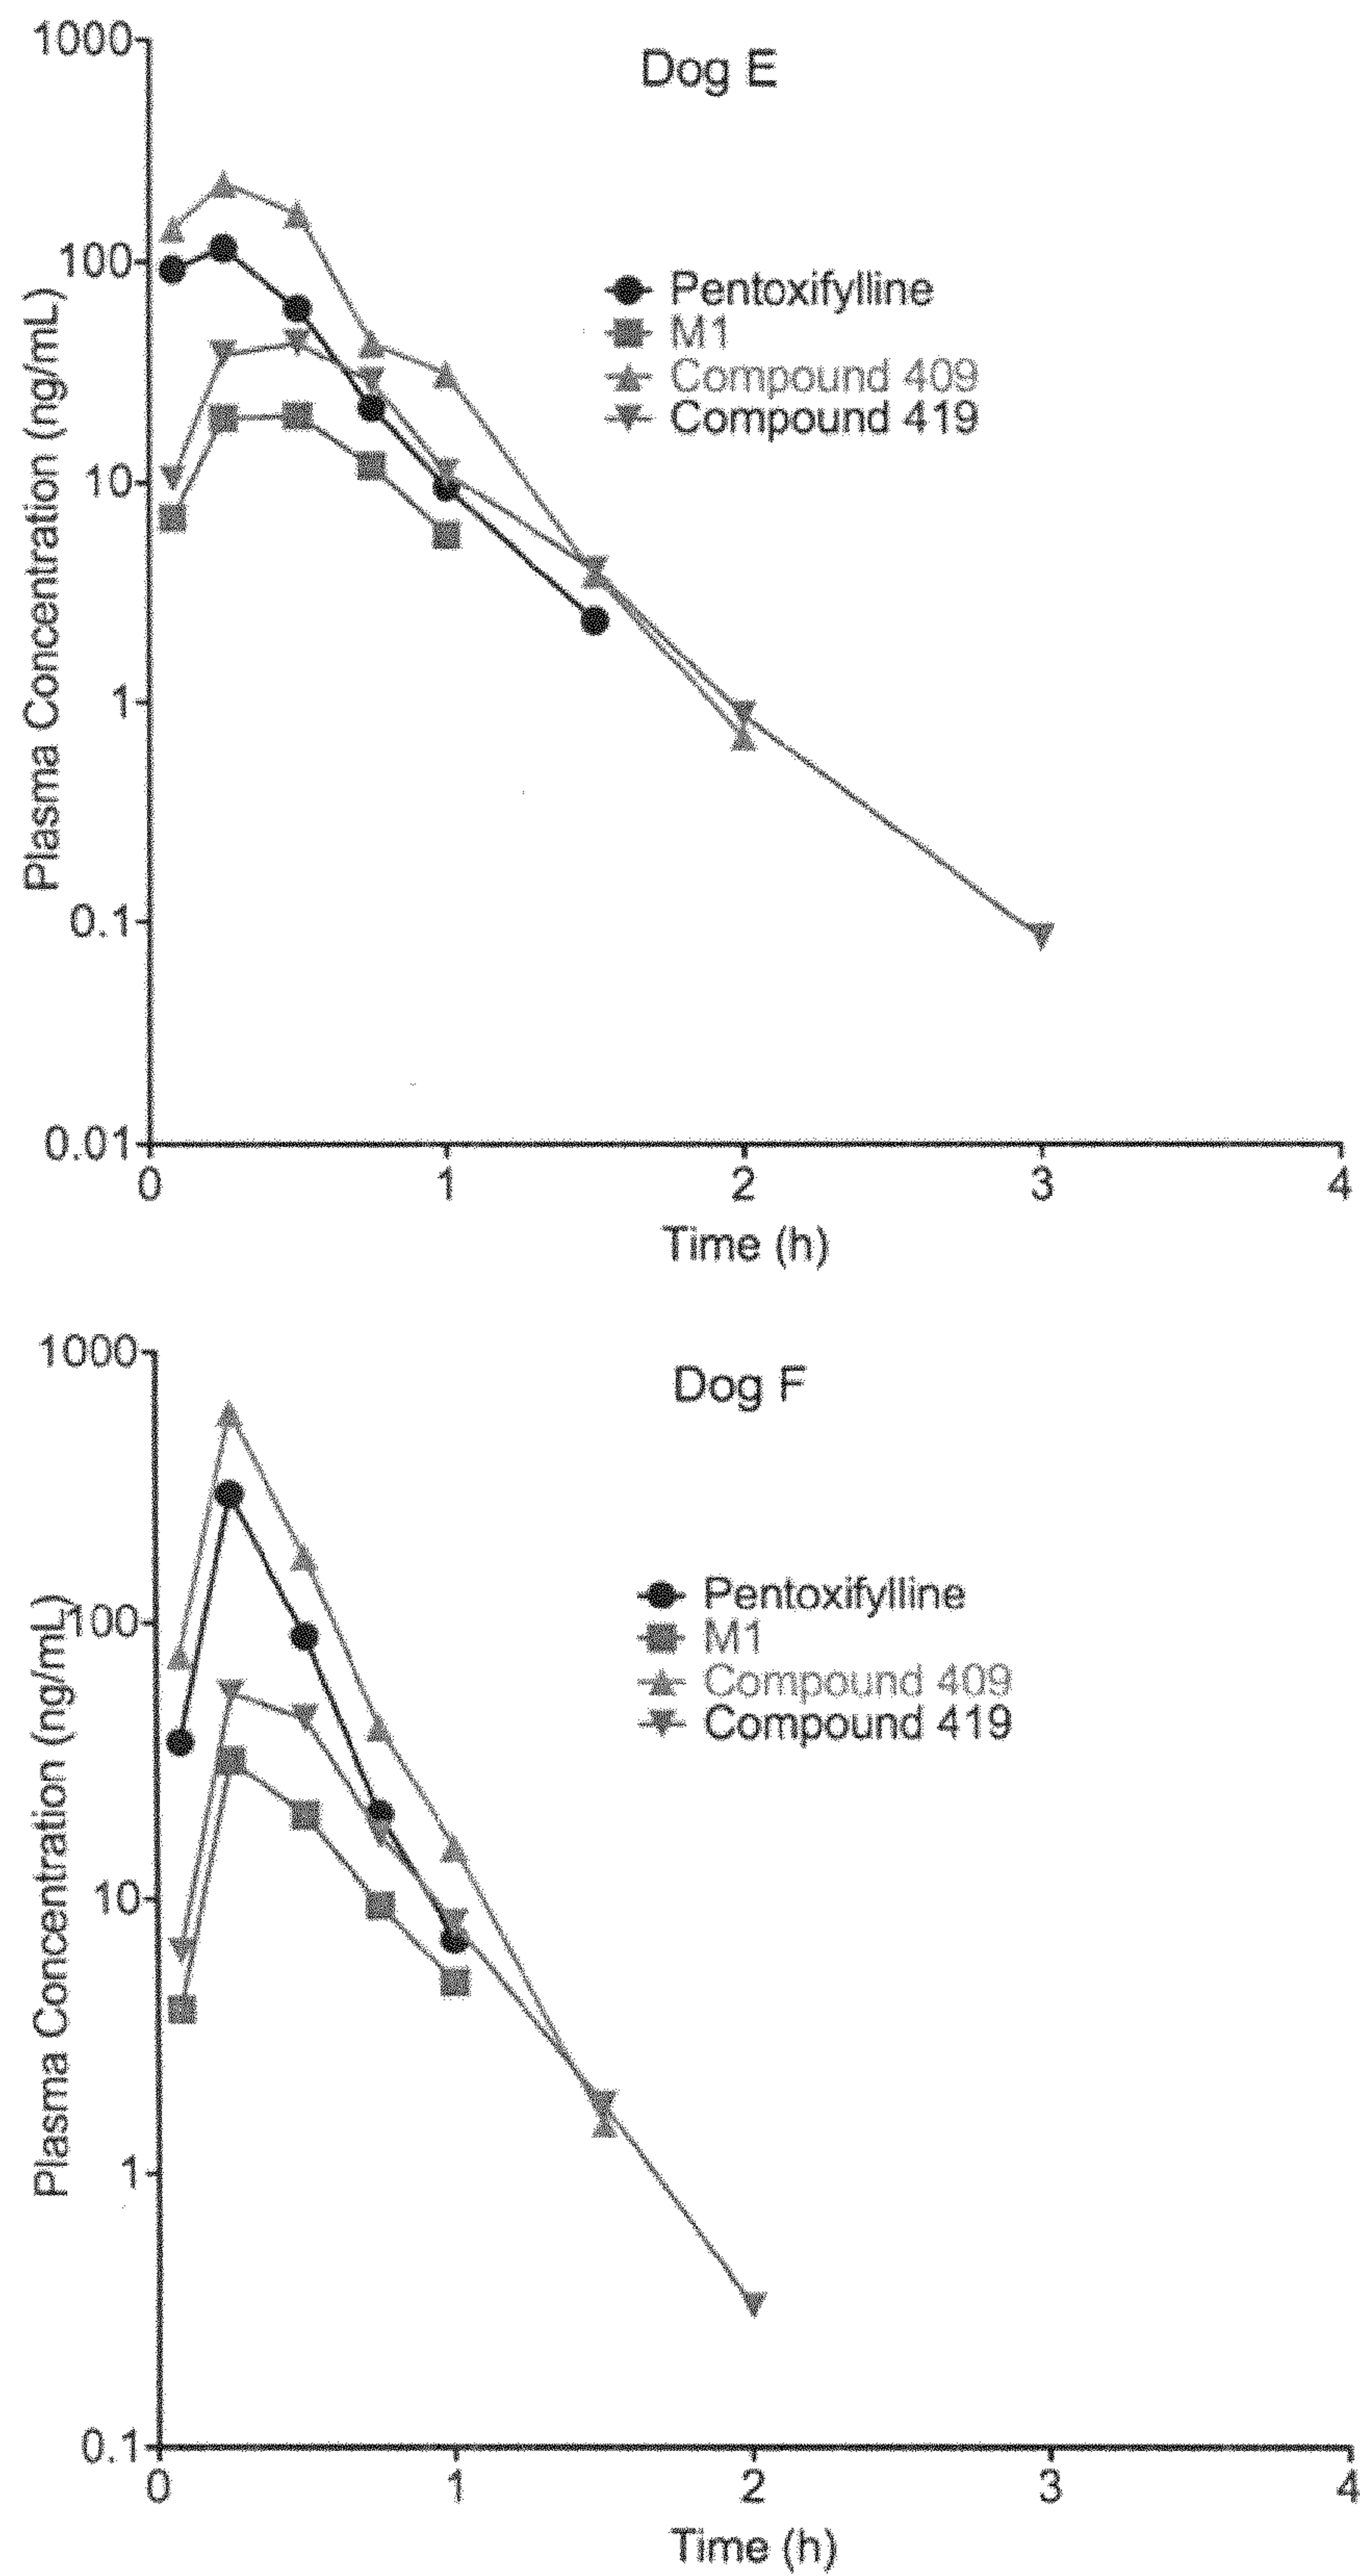 Dog E
1000
100
10
1
0.1
0.01
Plasma Concentration (ng/mL)
Pentoxifylline
M1
Compound 409
Compound 419
0 1 2 3 4
Time (h)
Dog F
1000
100
10
1
0.1
Plasma Concentration (ng/mL)
Pentoxifylline
M1
Compound 409
Compound 419
0 1 2 3 4
Time (h)